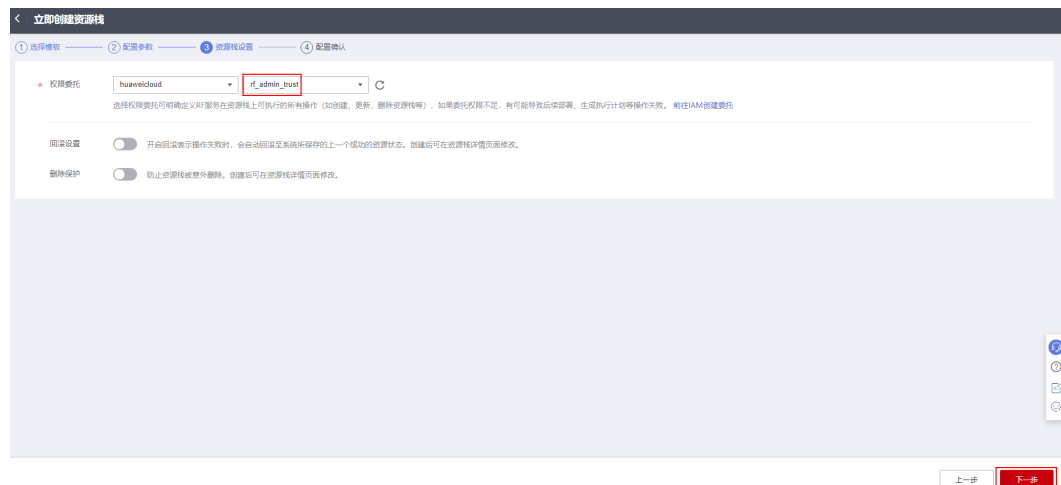 < 立即创建资源栈
1 选择模板 2 配置参数 3 资源栈设置 4 配置确认
* 权限委托 huaweicloud rf_admin_trust
选择权限委托可明确定义RF服务在资源栈上可执行的所有操作（如创建、更新、删除资源栈等），如果委托权限不足，有可能导致后续部署、生成执行计划等操作失败。 前往IAM创建委托
回滚设置 开启回滚表示操作失败时，会自动回滚至系统所保存的上一个成功的资源状态。创建后可在资源栈详情页面修改。
删除保护 防止资源栈被意外删除。创建后可在资源栈详情页面修改。
上一步 下一步